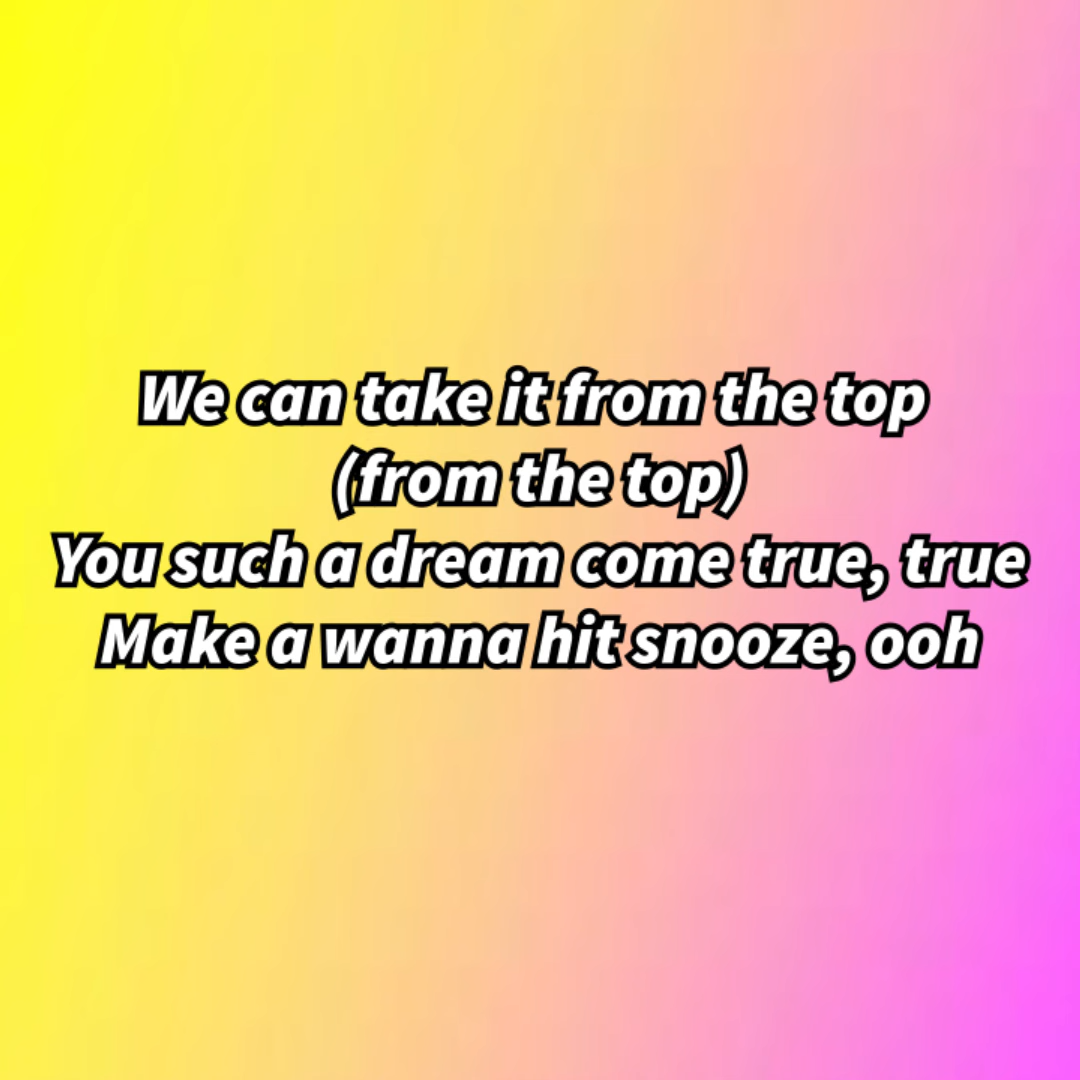 We can take it from the top
(from the top)
You such a dream come true, true
Make a wanna hit snooze, ooh